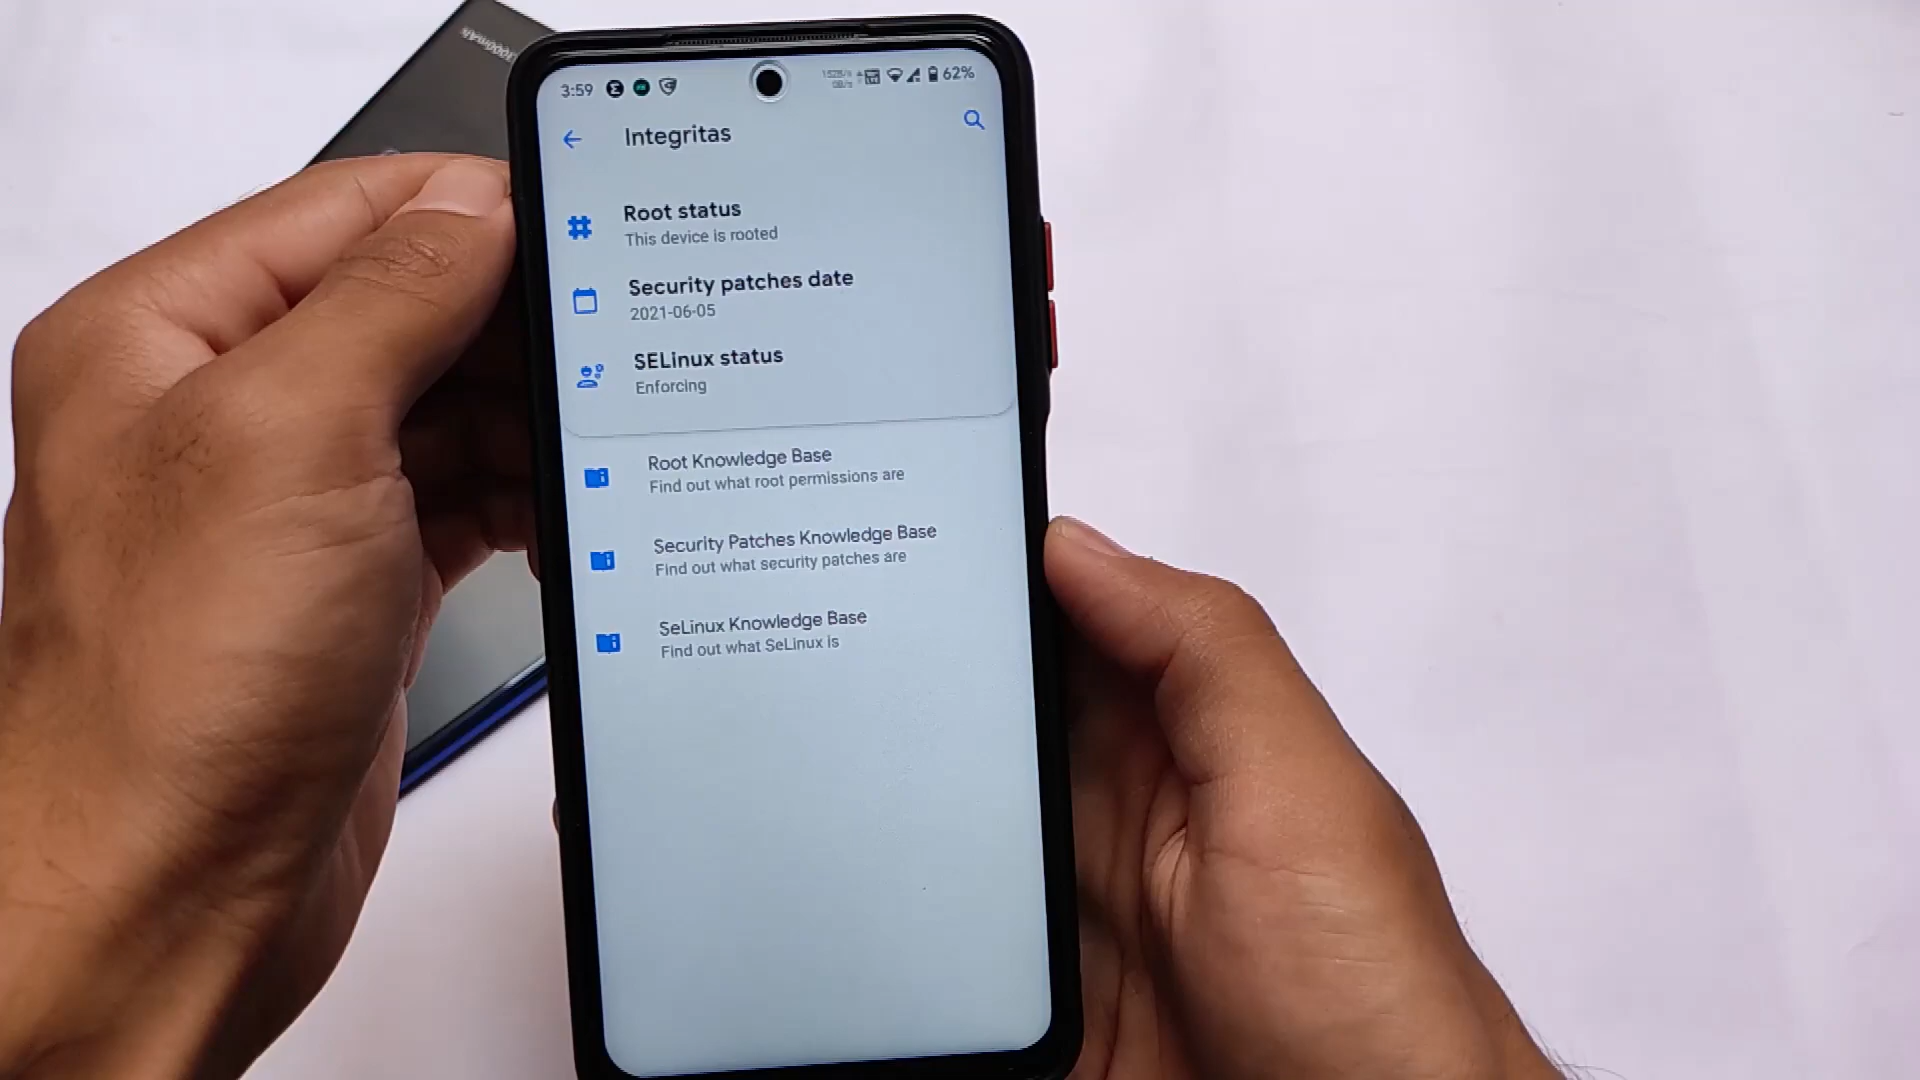 10000mAh
3:59
62%
Integritas
Root status
This device is rooted
Security patches date
2021-06-05
SELinux status
Enforcing
Root Knowledge Base
Find out what root permissions are
Security Patches Knowledge Base
Find out what security patches are
SeLinux Knowledge Base
Find out what SeLinux is